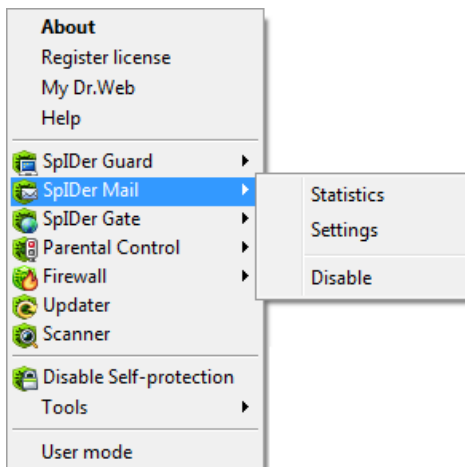 About
Register license
My Dr.Web
Help
SpIDer Guard
SpIDer Mail
SpIDer Gate
Parental Control
Firewall
Updater
Scanner
Disable Self-protection
Tools
User mode
Statistics
Settings
Disable